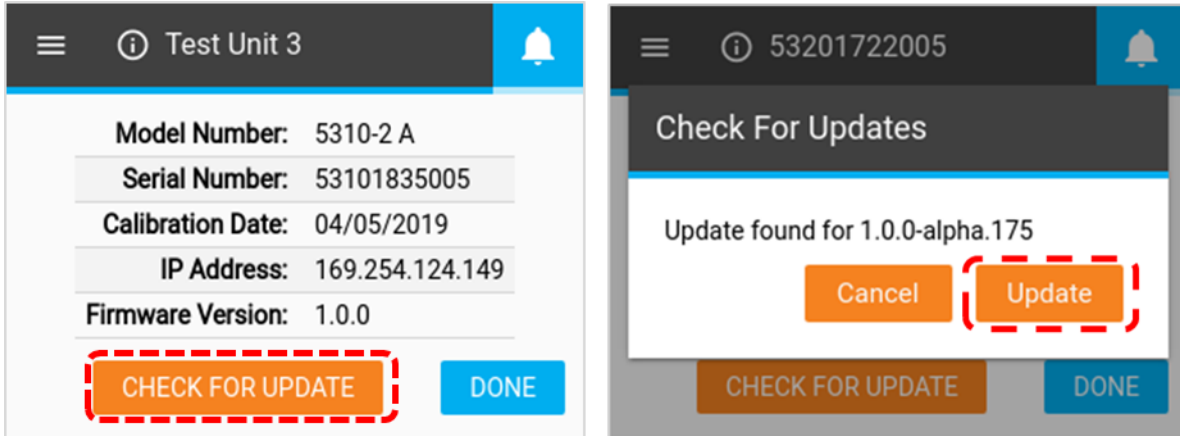 Test Unit 3
Model Number: 5310-2 A
Serial Number: 53101835005
Calibration Date: 04/05/2019
IP Address: 169.254.124.149
Firmware Version: 1.0.0
CHECK FOR UPDATE DONE
53201722005
Check For Updates
Update found for 1.0.0-alpha.175
Cancel Update
CHECK FOR UPDATE DONE